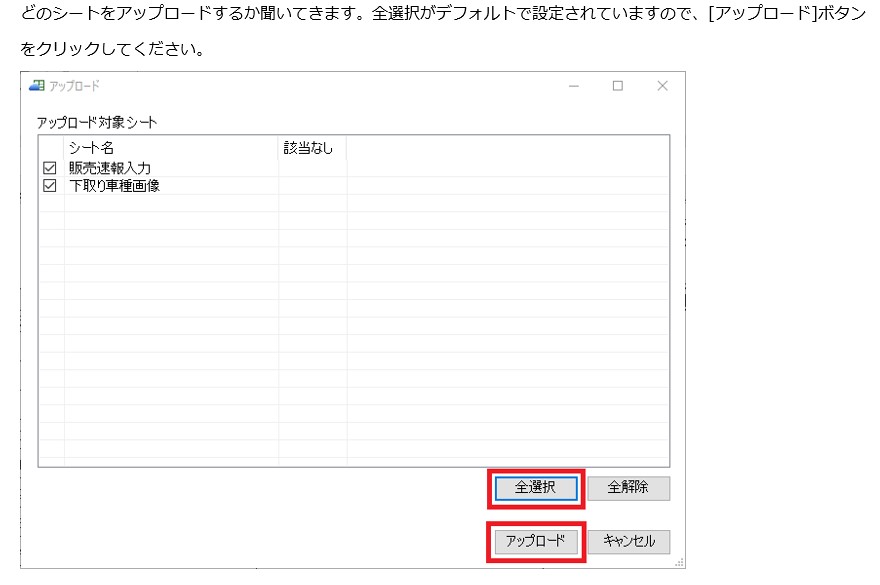 どのシートをアップロードするか聞いてきます。全選択がデフォルトで設定されていますので、[アップロード]ボタン
をクリックしてください。
アップロード
アップロード対象シート
シート名 該当なし
販売速報入力
下取り車種画像
全選択 全解除
アップロード キャンセル